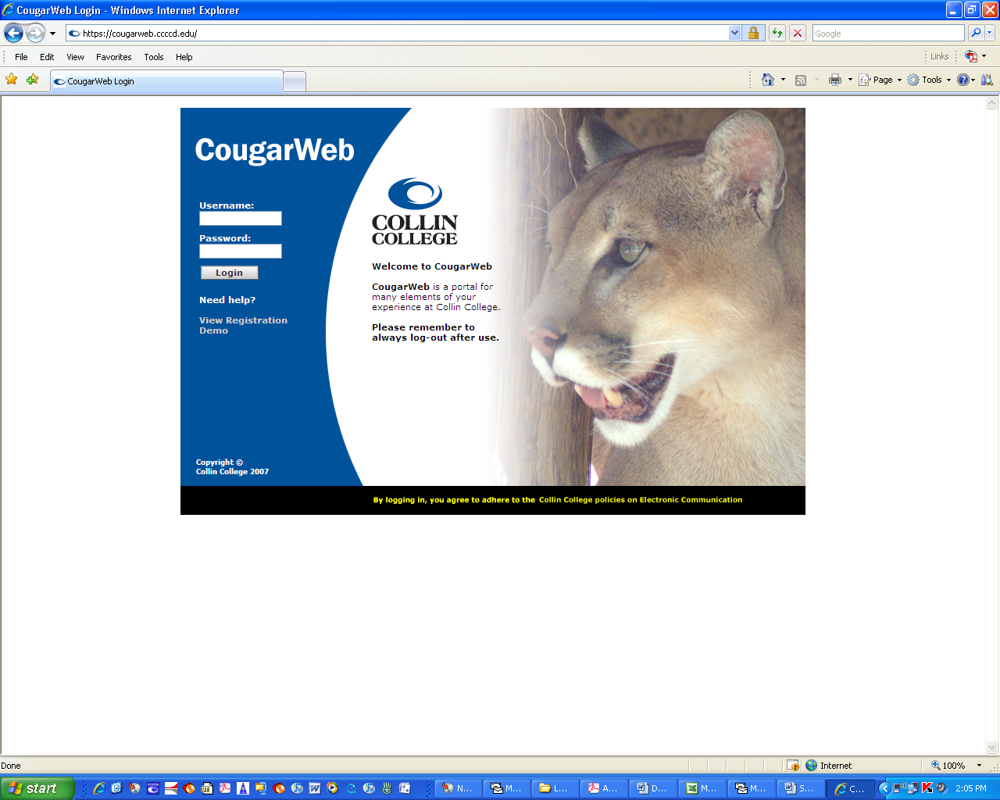 CougarWeb Login - Windows Internet Explorer
https://cougarweb.ccccd.edu/
Google
File Edit View Favorites Tools Help
Links
CougarWeb Login
Page Tools
CougarWeb
Username:
Password:
Login
Need help?
View Registration
Demo
Copyright ©
Collin College 2007
COLLIN
COLLEGE
Welcome to CougarWeb
CougarWeb is a portal for
many elements of your
experience at Collin College.
Please remember to
always log-out after use.
By logging in, you agree to adhere to the Collin College policies on Electronic Communication
Done
Internet
100%
start
N... M... L... A... D... M... M... S... C...
2:05 PM